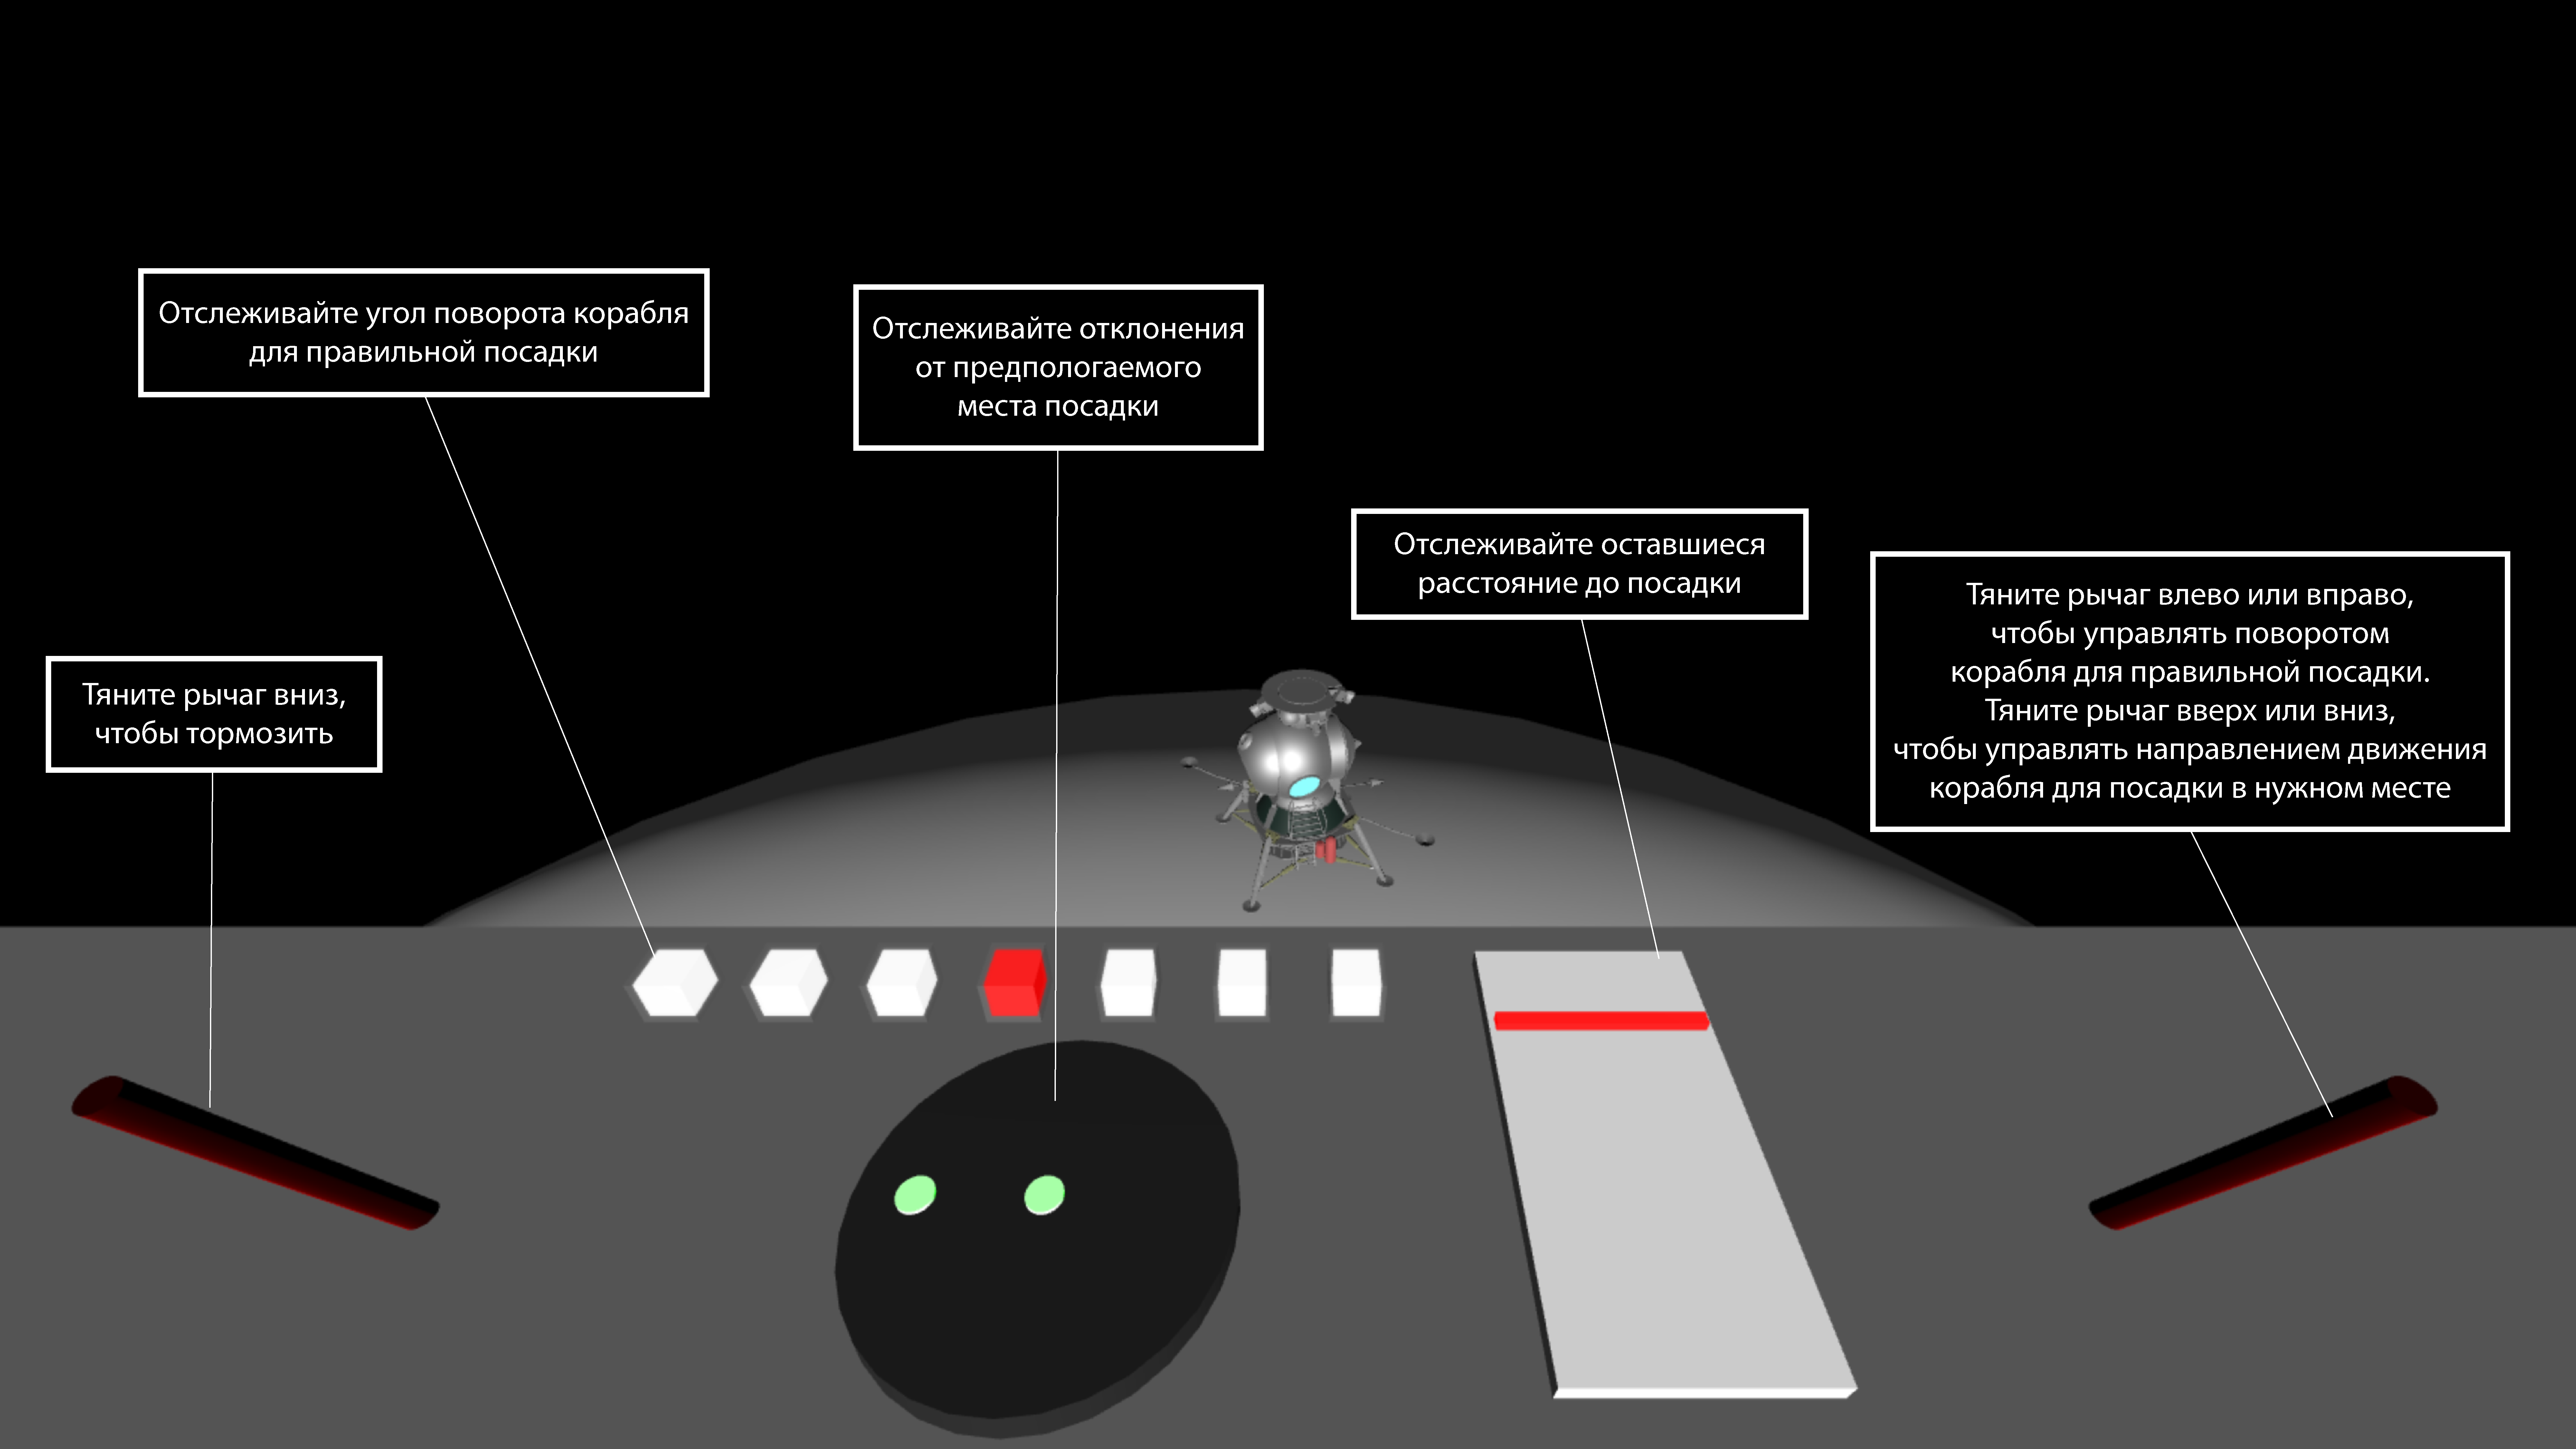 Отслеживайте угол поворота корабля
для правильной посадки
Отслеживайте отклонения
от предпологаемого
места посадки
Отслеживайте оставшиеся
расстояние до посадки
Тяните рычаг влево или вправо,
чтобы управлять поворотом
корабля для правильной посадки.
Тяните рычаг вверх или вниз,
чтобы управлять направлением движения
корабля для посадки в нужном месте
Тяните рычаг вниз,
чтобы тормозить